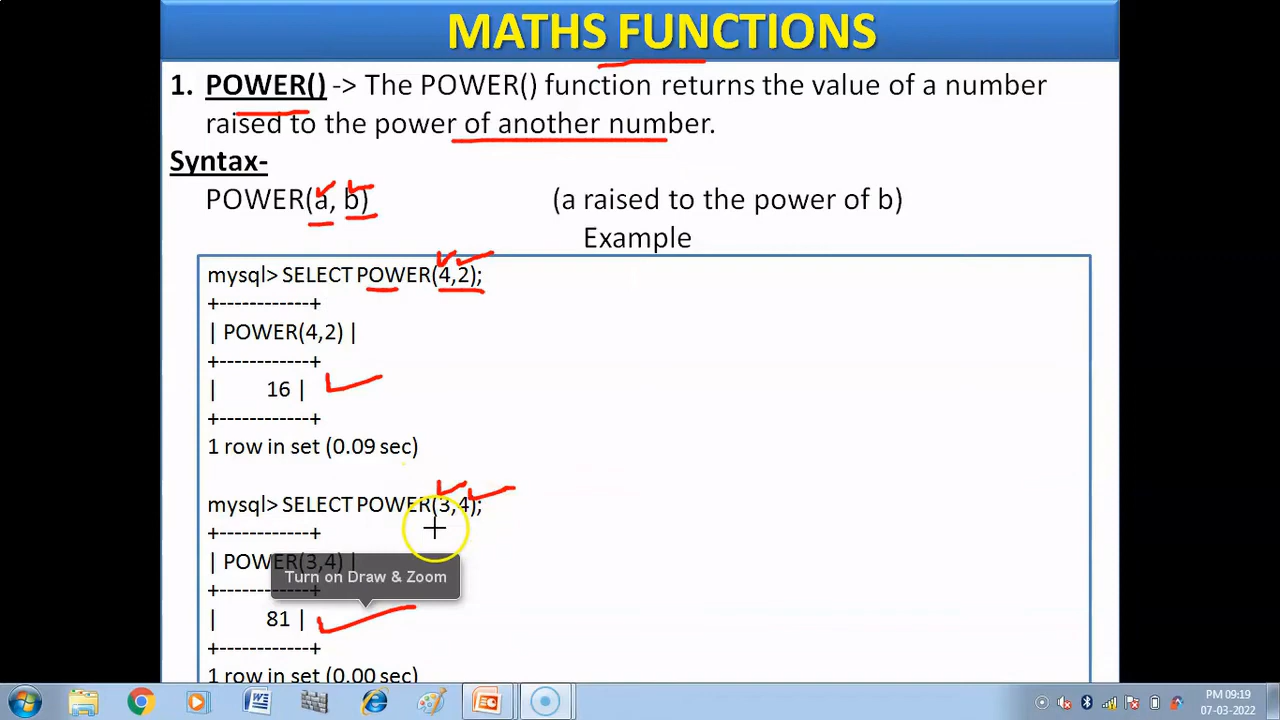 MATHS FUNCTIONS
1. POWER() -> The POWER() function returns the value of a number
raised to the power of another number.
Syntax-
POWER(a, b) (a raised to the power of b)
Example
mysql> SELECT POWER(4,2);
+------------+
| POWER(4,2) |
+------------+
| 16 |
+------------+
1 row in set (0.09 sec)
mysql> SELECT POWER(3,4);
+------------+
| POWER(3,4) |
Turn on Draw & Zoom
+------------+
| 81 |
+------------+
1 row in set (0.00 sec)
PM 09:19
07-03-2022